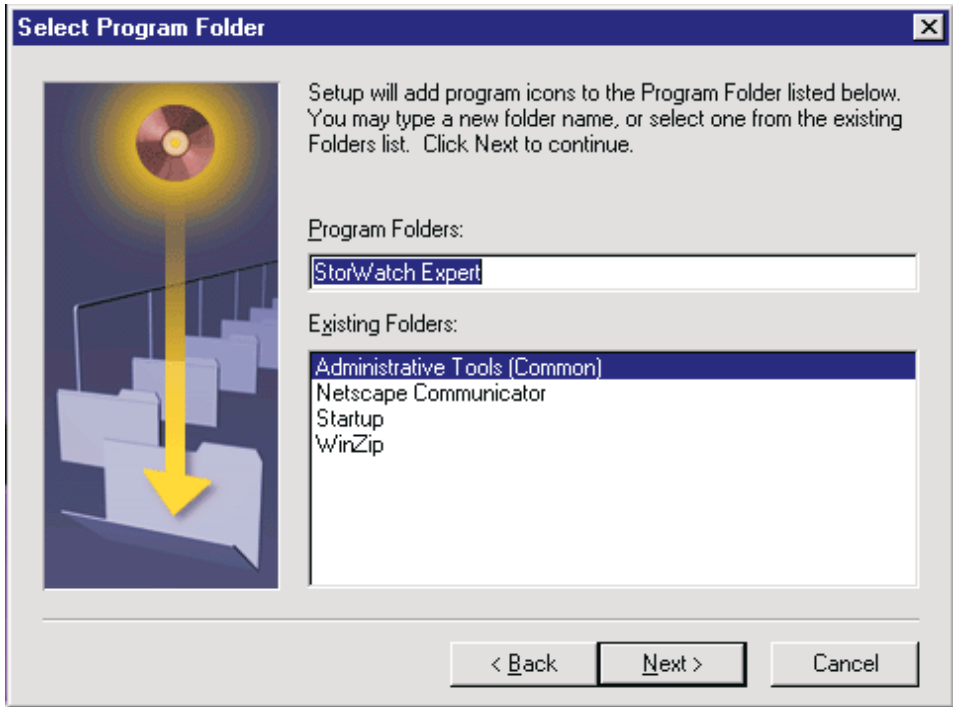 Select Program Folder
Setup will add program icons to the Program Folder listed below.
You may type a new folder name, or select one from the existing
Folders list. Click Next to continue.
Program Folders:
StorWatch Expert
Existing Folders:
Administrative Tools (Common)
Netscape Communicator
Startup
WinZip
< Back
Next >
Cancel